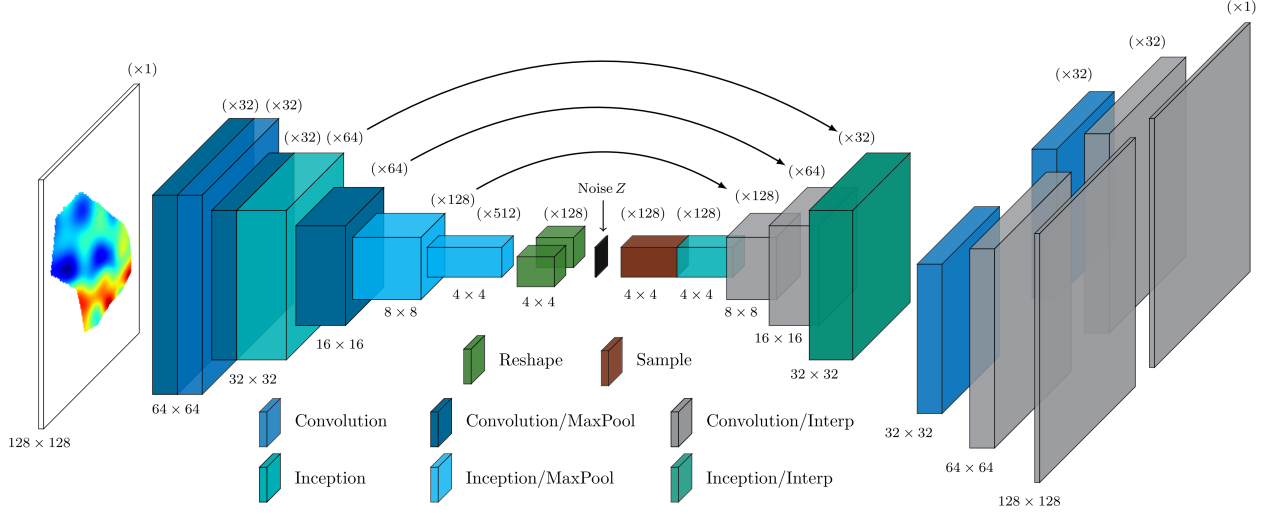 (×1)
(×32) (×32)
(×32) (×64)
(×64)
(×128)
(×512)
(×128)
Noise Z
(×128) (×128)
(×128)
(×64)
(×32)
(×32)
(×32)
(×1)
128 × 128
64 × 64
32 × 32
16 × 16
8 × 8
4 × 4
4 × 4
4 × 4
4 × 4
8 × 8
16 × 16
32 × 32
32 × 32
64 × 64
128 × 128
Reshape
Sample
Convolution
Convolution/MaxPool
Convolution/Interp
Inception
Inception/MaxPool
Inception/Interp